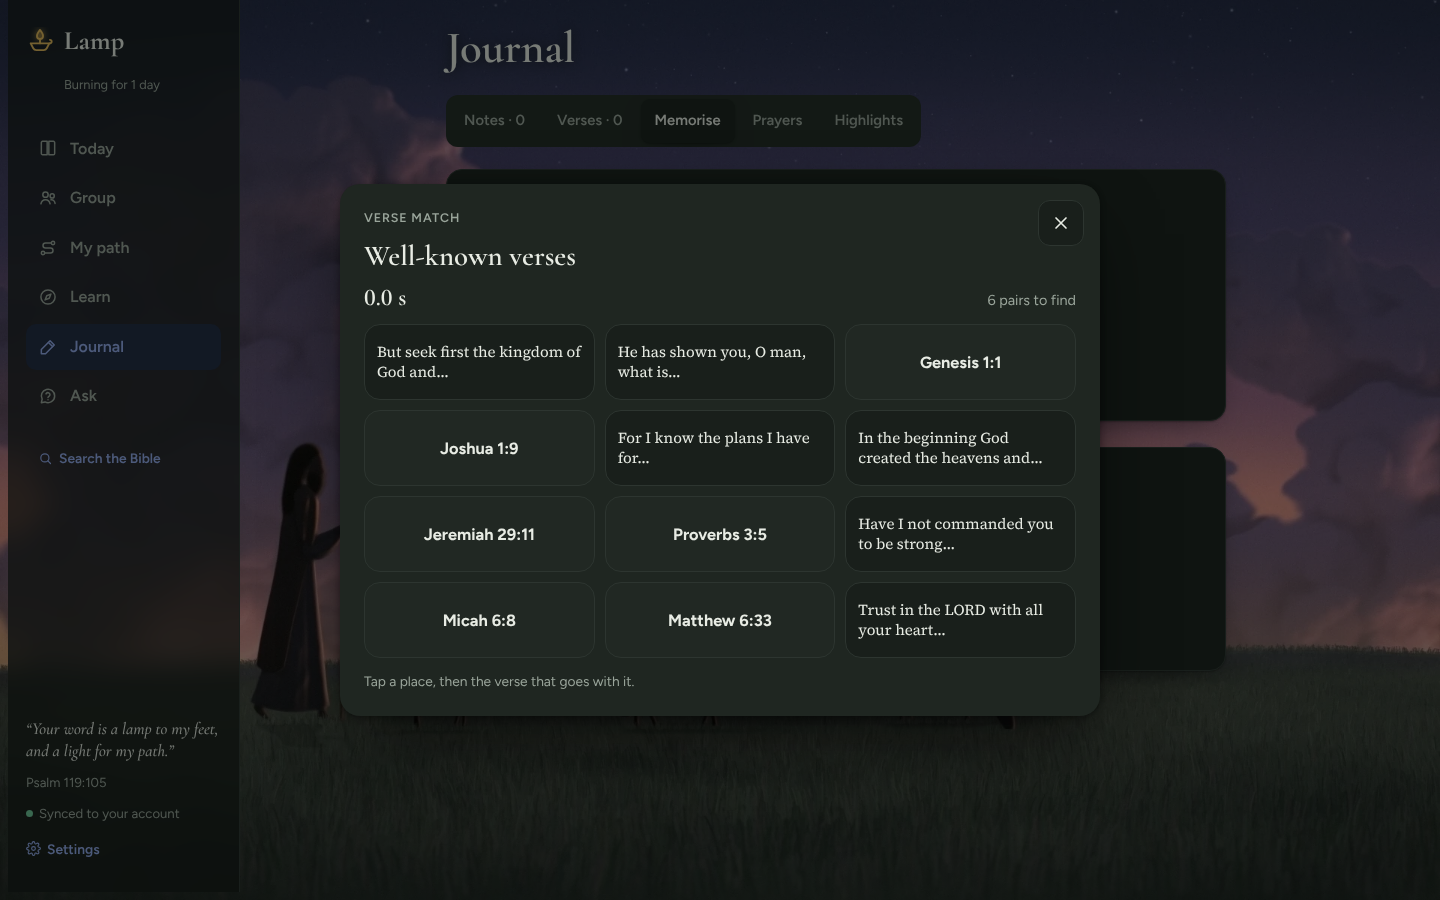 Lamp
Burning for 1 day
Today
Group
My path
Learn
Journal
Ask
Search the Bible
“Your word is a lamp to my feet,
and a light for my path.”
Psalm 119:105
Synced to your account
Settings
Journal
Notes · 0
Verses · 0
Memorise
Prayers
Highlights
VERSE MATCH
Well-known verses
0.0 s
6 pairs to find
But seek first the kingdom of
God and...
He has shown you, O man,
what is...
Genesis 1:1
Joshua 1:9
For I know the plans I have
for...
In the beginning God
created the heavens and...
Jeremiah 29:11
Proverbs 3:5
Have I not commanded you
to be strong...
Micah 6:8
Matthew 6:33
Trust in the LORD with all
your heart...
Tap a place, then the verse that goes with it.